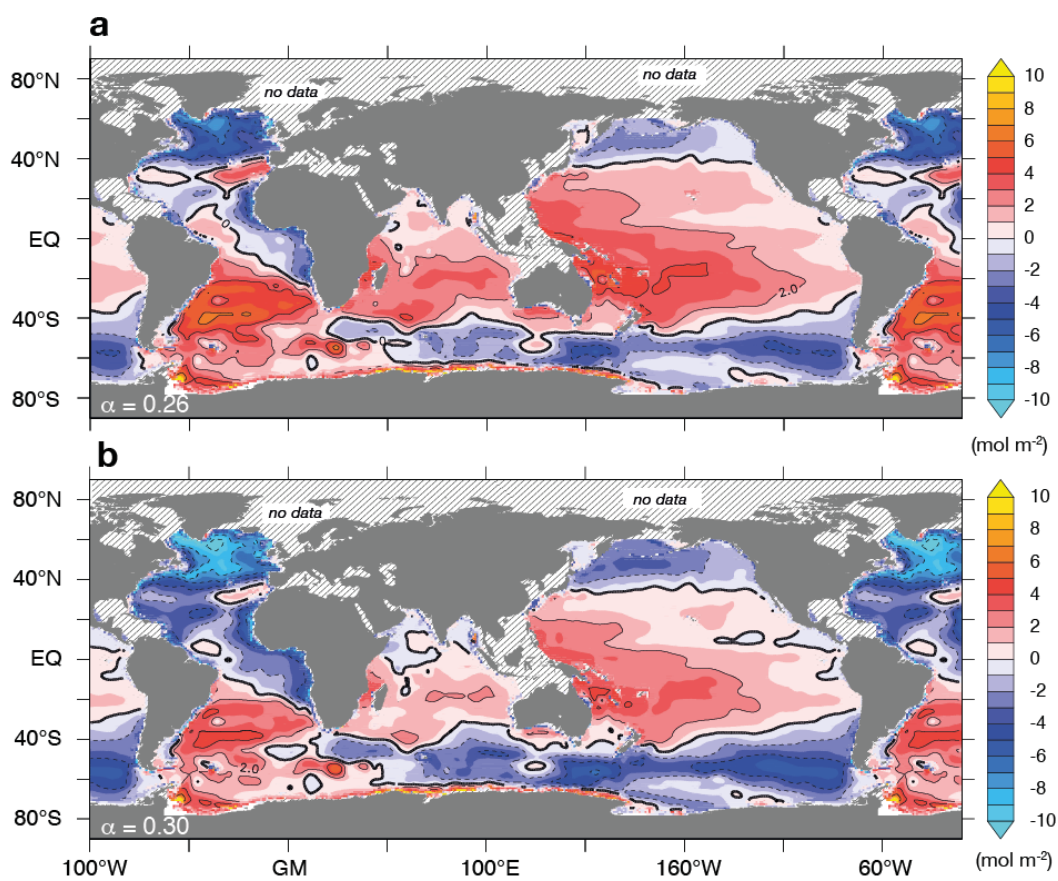 a
80°N
40°N
EQ
40°S
80°S
no data
no data
0
2.0
0
α = 0.26
10
8
6
4
2
0
-2
-4
-6
-8
-10
(mol m-2)
b
80°N
40°N
EQ
40°S
80°S
no data
no data
2.0
α = 0.30
10
8
6
4
2
0
-2
-4
-6
-8
-10
(mol m-2)
100°W GM 100°E 160°W 60°W